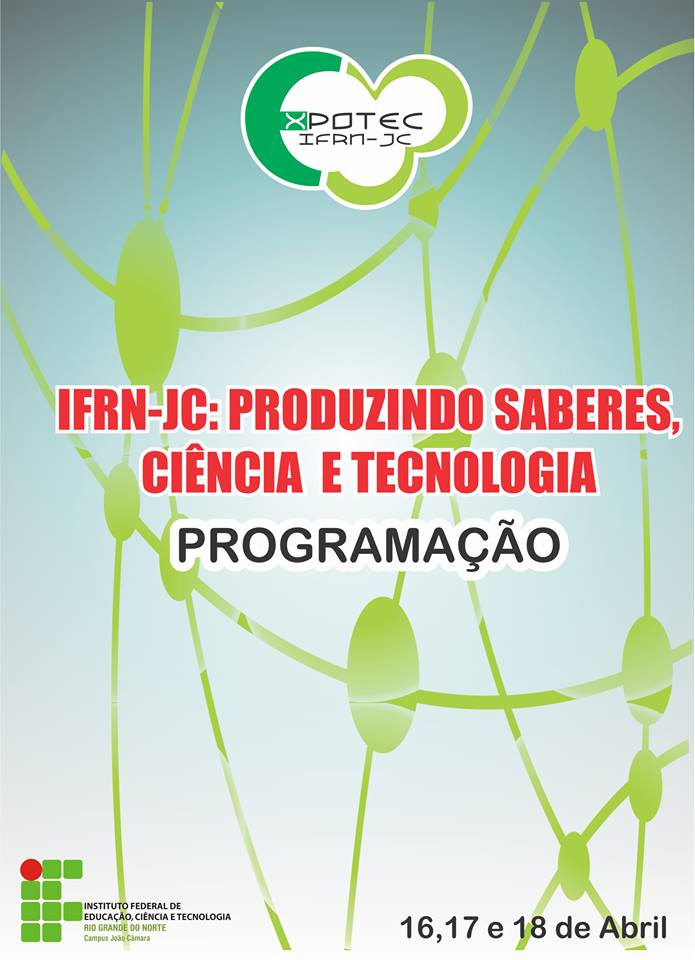 XPOTEC
IFRN-JC
IFRN-JC: PRODUZINDO SABERES,
CIÊNCIA E TECNOLOGIA
PROGRAMAÇÃO
INSTITUTO FEDERAL DE
EDUCAÇÃO, CIÊNCIA E TECNOLOGIA
RIO GRANDE DO NORTE
Campus João Câmara
16,17 e 18 de Abril